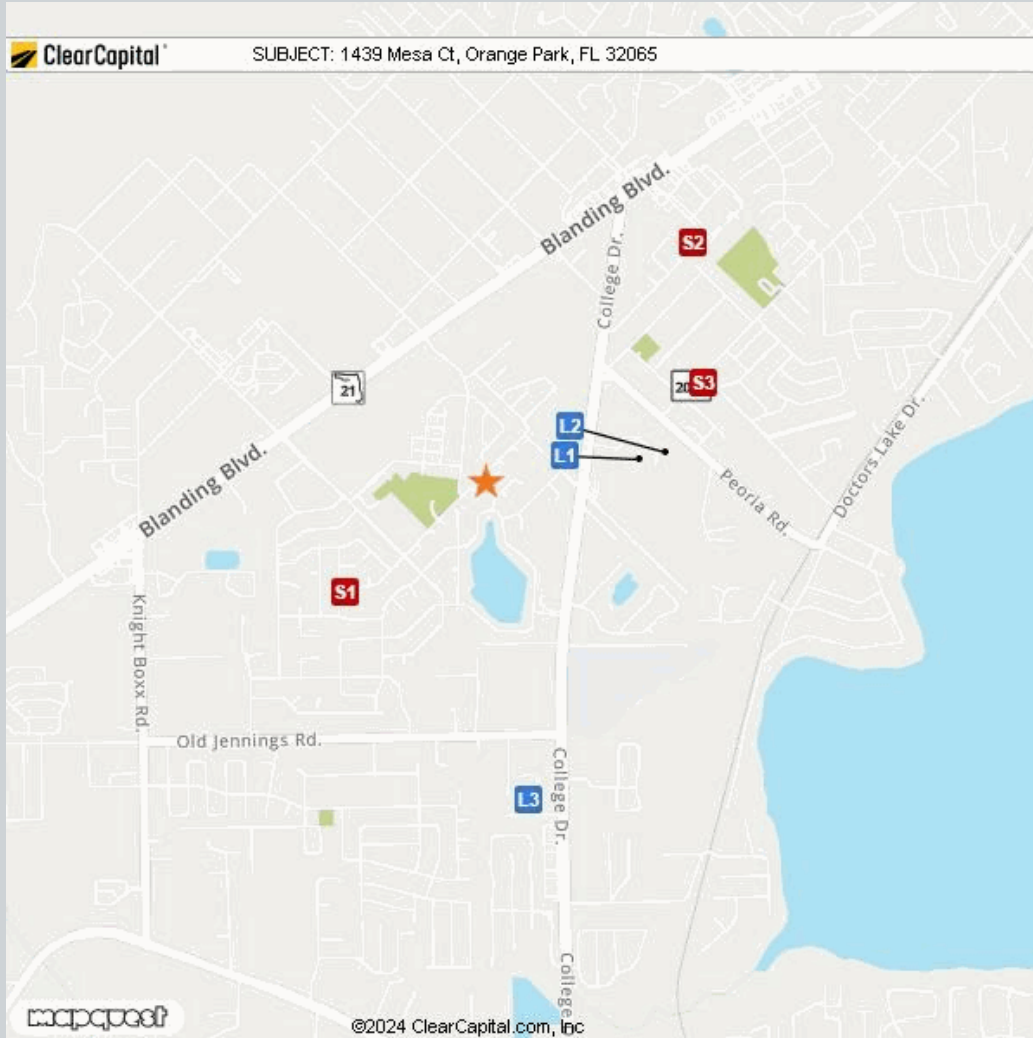 ClearCapital SUBJECT: 1439 Mesa Ct, Orange Park, FL 32065
Blanding Blvd.
S2
College Dr.
21
S3
L2
L1
Doctors Lake Dr.
Blanding Blvd.
Peoria Rd.
S1
Knight Boxx Rd.
Old Jennings Rd.
College Dr.
L3
College
mapquest
©2024 ClearCapital.com, Inc